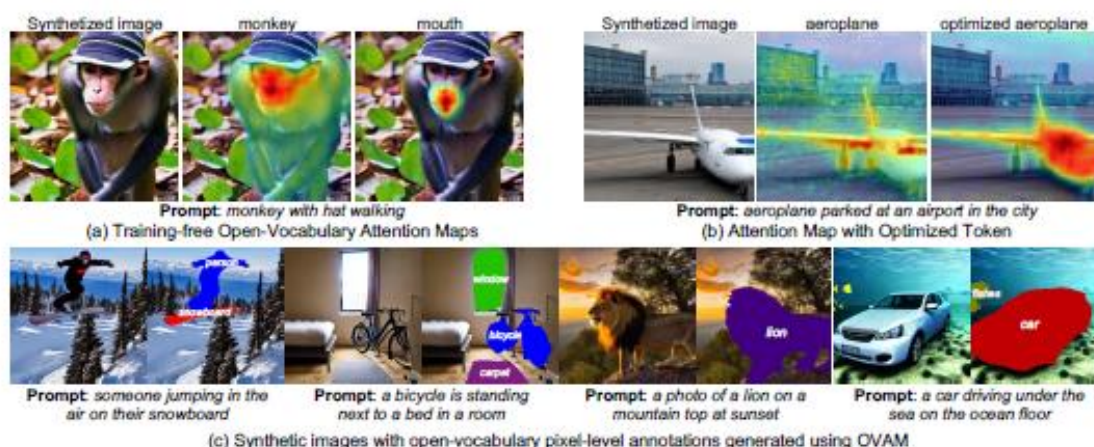 Synthetized image monkey mouth
Synthetized image aeroplane optimized aeroplane
Prompt: monkey with hat walking
(a) Training-free Open-Vocabulary Attention Maps
Prompt: aeroplane parked at an airport in the city
(b) Attention Map with Optimized Token
person
snowboard
window
bicycle
carpet
lion
fishes
car
Prompt: someone jumping in the
air on their snowboard
Prompt: a bicycle is standing
next to a bed in a room
Prompt: a photo of a lion on a
mountain top at sunset
Prompt: a car driving under the
sea on the ocean floor
(c) Synthetic images with open-vocabulary pixel-level annotations generated using OVAM